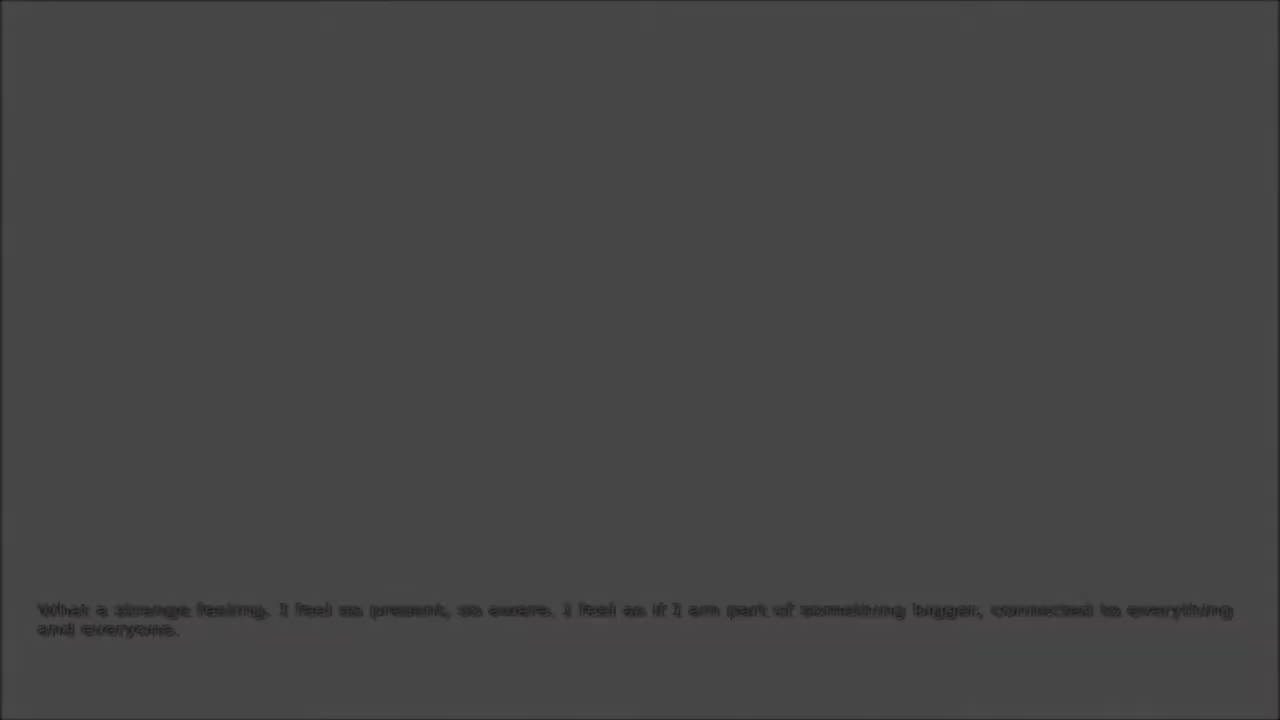 What a strange feeling. I feel so present, so aware. I feel as if I am part of something bigger, connected to everything
and everyone.